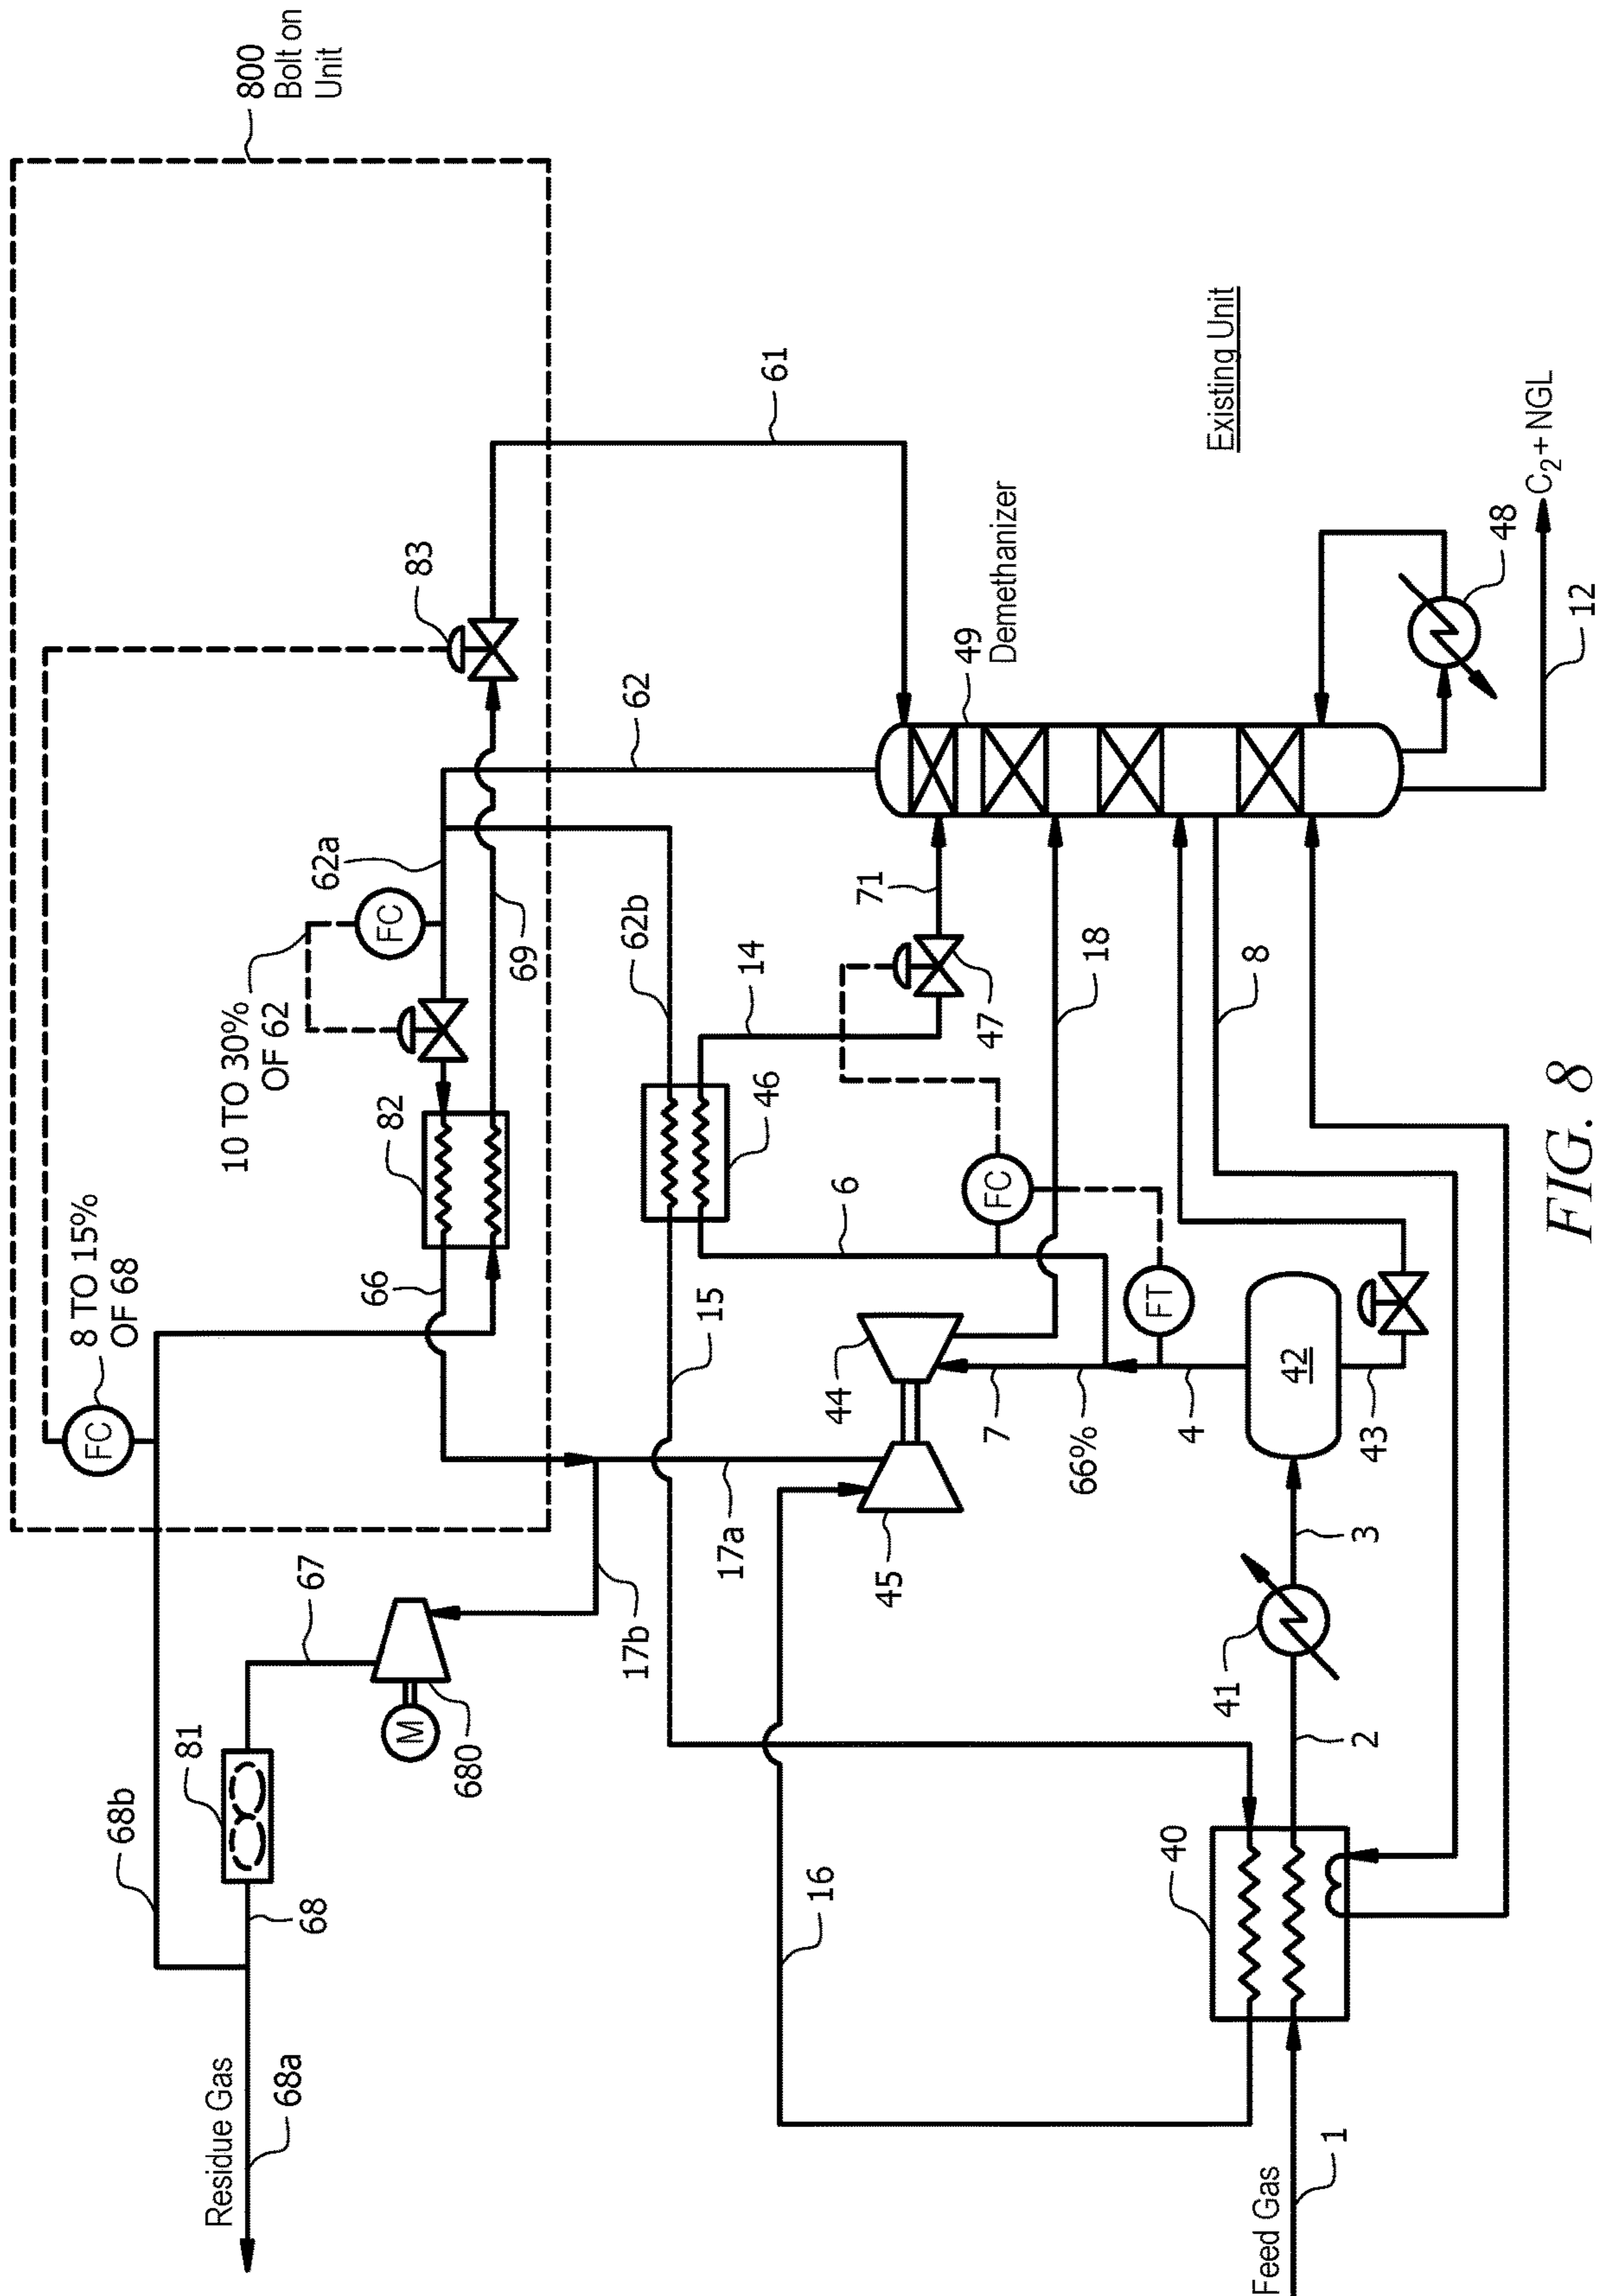 800
Bolt on
Unit
8 TO 15%
OF 68
FC
10 TO 30%
OF 62
FC
62a
83
68b
81
67
66
82
69
62
61
Residue Gas
68a
68
M
680
17b
17a
15
62b
46
14
71
47
49
Demethanizer
Existing Unit
16
45
44
6
FC
18
8
7
66%
FT
4
40
41
42
43
48
Feed Gas
1
2
3
12
C₂+ NGL
FIG. 8